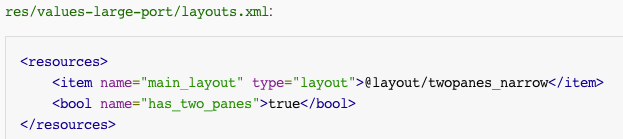 res/values-large-port/layouts.xml:
<resources>
    <item name="main_layout" type="layout">@layout/twopanes_narrow</item>
    <bool name="has_two_panes">true</bool>
</resources>